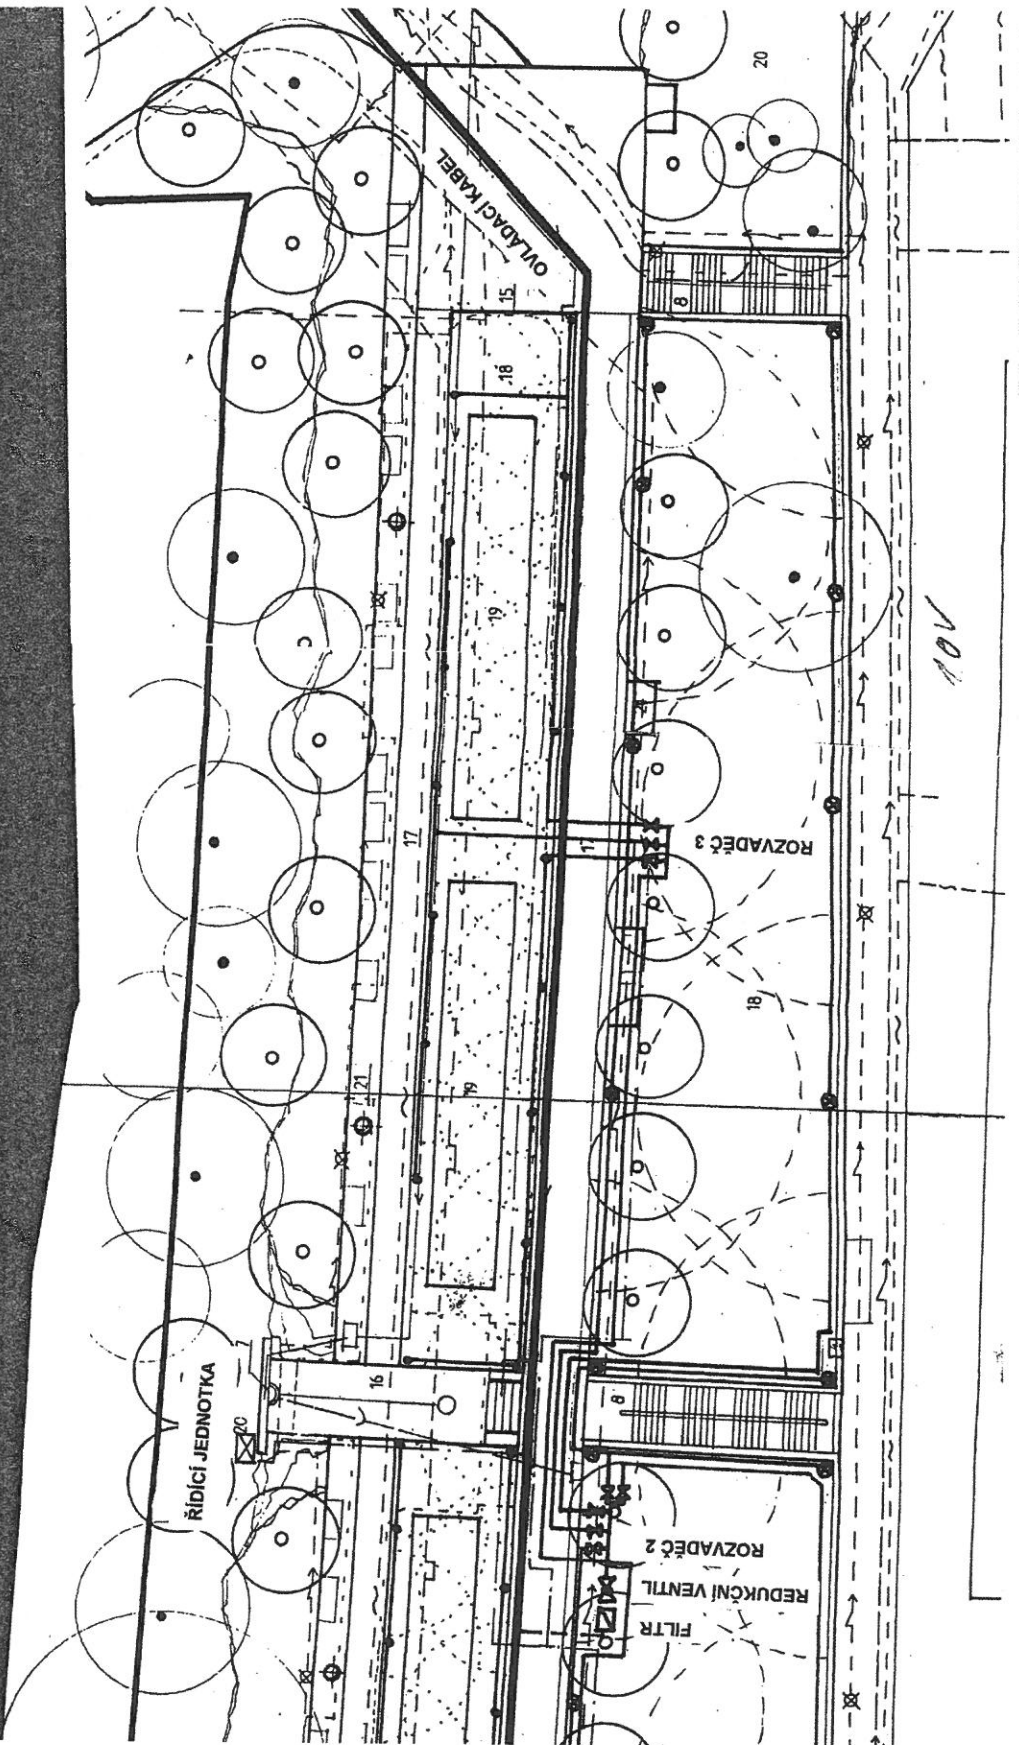 20
OVLÁDACÍ KABEL
15
8
18
19
10V
17
17
ROZVADĚČ 3
18
19
21
16
ŘÍDÍCÍ JEDNOTKA
20
8
ROZVADĚČ 2
REDUKČNÍ VENTIL
FILTR